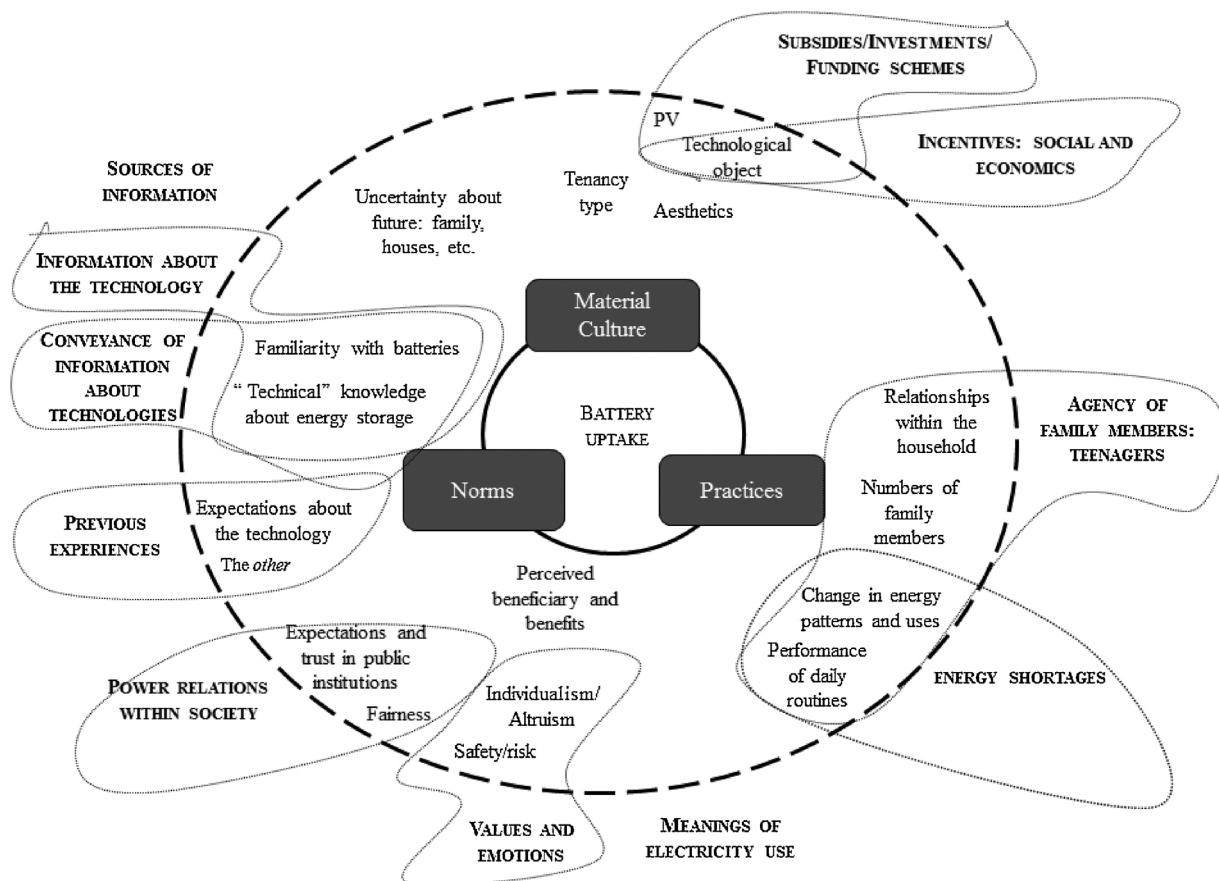 SUBSIDIES/INVESTMENTS/
FUNDING SCHEMES
PV
Technological
object
INCENTIVES: SOCIAL AND
ECONOMICS
SOURCES OF
INFORMATION
Uncertainty about
future: family,
houses, etc.
Tenancy
type
Aesthetics
INFORMATION ABOUT
THE TECHNOLOGY
Material
Culture
CONVEYANCE OF
INFORMATION
ABOUT
TECHNOLOGIES
Familiarity with batteries
“ Technical” knowledge
about energy storage
BATTERY
UPTAKE
Relationships
within the
household
AGENCY OF
FAMILY MEMBERS:
TEENAGERS
Norms
Practices
Numbers of
family
members
PREVIOUS
EXPERIENCES
Expectations about
the technology
The other
Perceived
beneficiary and
benefits
Change in energy
patterns and uses
Performance
of daily
routines
ENERGY SHORTAGES
POWER RELATIONS
WITHIN SOCIETY
Expectations and
trust in public
institutions
Fairness
Individualism/
Altruism
Safety/risk
VALUES AND
EMOTIONS
MEANINGS OF
ELECTRICITY USE